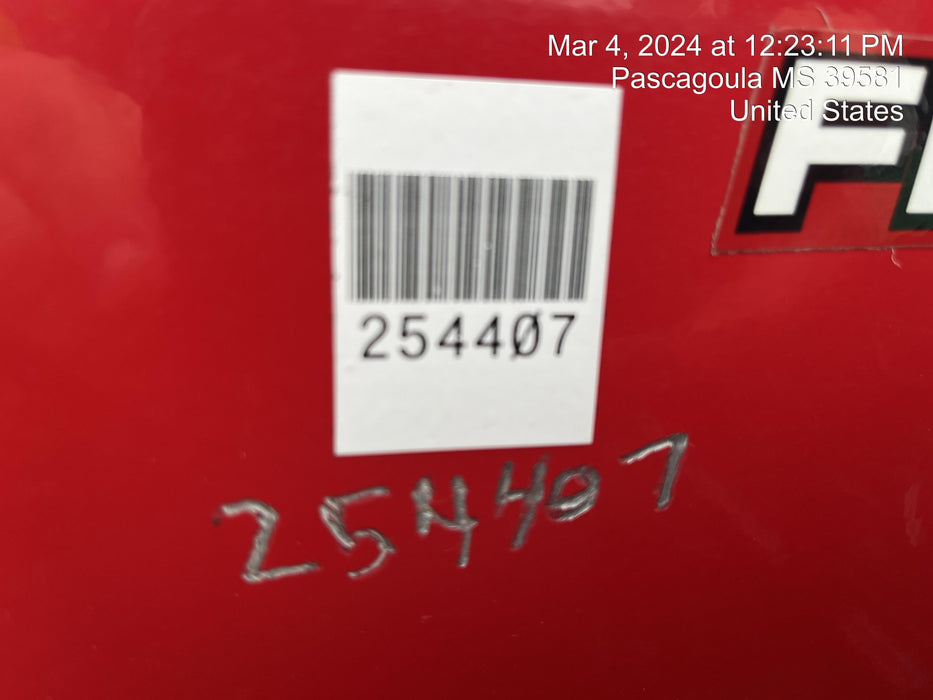 Mar 4, 2024 at 12:23:11 PM
Pascagoula MS 39581
United States
F
254407
254407